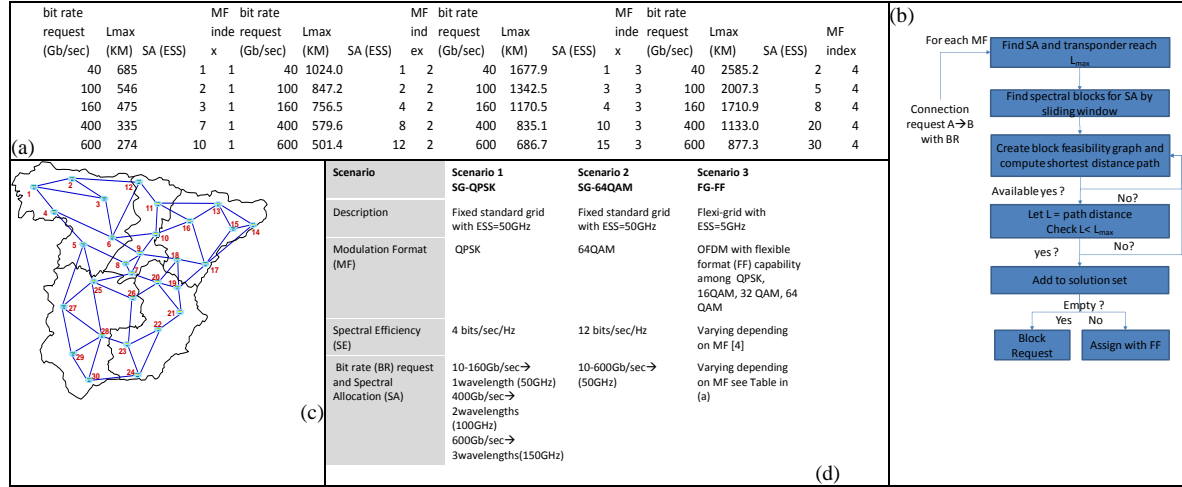 bit rate request (Gb/sec) Lmax (KM) SA (ESS) MF inde x bit rate request (Gb/sec) Lmax (KM) SA (ESS) MF ind ex bit rate request (Gb/sec) Lmax (KM) SA (ESS) MF inde x bit rate request (Gb/sec) Lmax (KM) SA (ESS) MF index
40 685 1 1 40 1024.0 1 2 40 1677.9 1 3 40 2585.2 2 4
100 546 2 1 100 847.2 2 2 100 1342.5 3 3 100 2007.3 5 4
160 475 3 1 160 756.5 4 2 160 1170.5 4 3 160 1710.9 8 4
400 335 7 1 400 579.6 8 2 400 835.1 10 3 400 1133.0 20 4
600 274 10 1 600 501.4 12 2 600 686.7 15 3 600 877.3 30 4
(a)
(b)
For each MF
Find SA and transponder reach
Lmax
Find spectral blocks for SA by
sliding window
Connection
request A→B
with BR
Create block feasibility graph and
compute shortest distance path
Available yes ?
No?
Let L = path distance
Check L< Lmax
yes ?
No?
Add to solution set
Empty ?
Yes No
Block
Request
Assign with FF
1
2
3
4
5
6
7
8
9
10
11
12
13
14
15
16
17
18
19
20
21
22
23
24
25
26
27
28
29
30
(c)
Scenario
Scenario 1
SG-QPSK
Scenario 2
SG-64QAM
Scenario 3
FG-FF
Description
Fixed standard grid
with ESS=50GHz
Fixed standard grid
with ESS=50GHz
Flexi-grid with
ESS=5GHz
Modulation Format
(MF)
QPSK
64QAM
OFDM with flexible
format (FF) capability
among QPSK,
16QAM, 32 QAM, 64
QAM
Spectral Efficiency
(SE)
4 bits/sec/Hz
12 bits/sec/Hz
Varying depending
on MF [4]
Bit rate (BR) request
and Spectral
Allocation (SA)
10-160Gb/sec→
1wavelength (50GHz)
400Gb/sec→
2wavelengths
(100GHz)
600Gb/sec→
3wavelengths(150GHz)
10-600Gb/sec→
(50GHz)
Varying depending
on MF see Table in
(a)
(d)